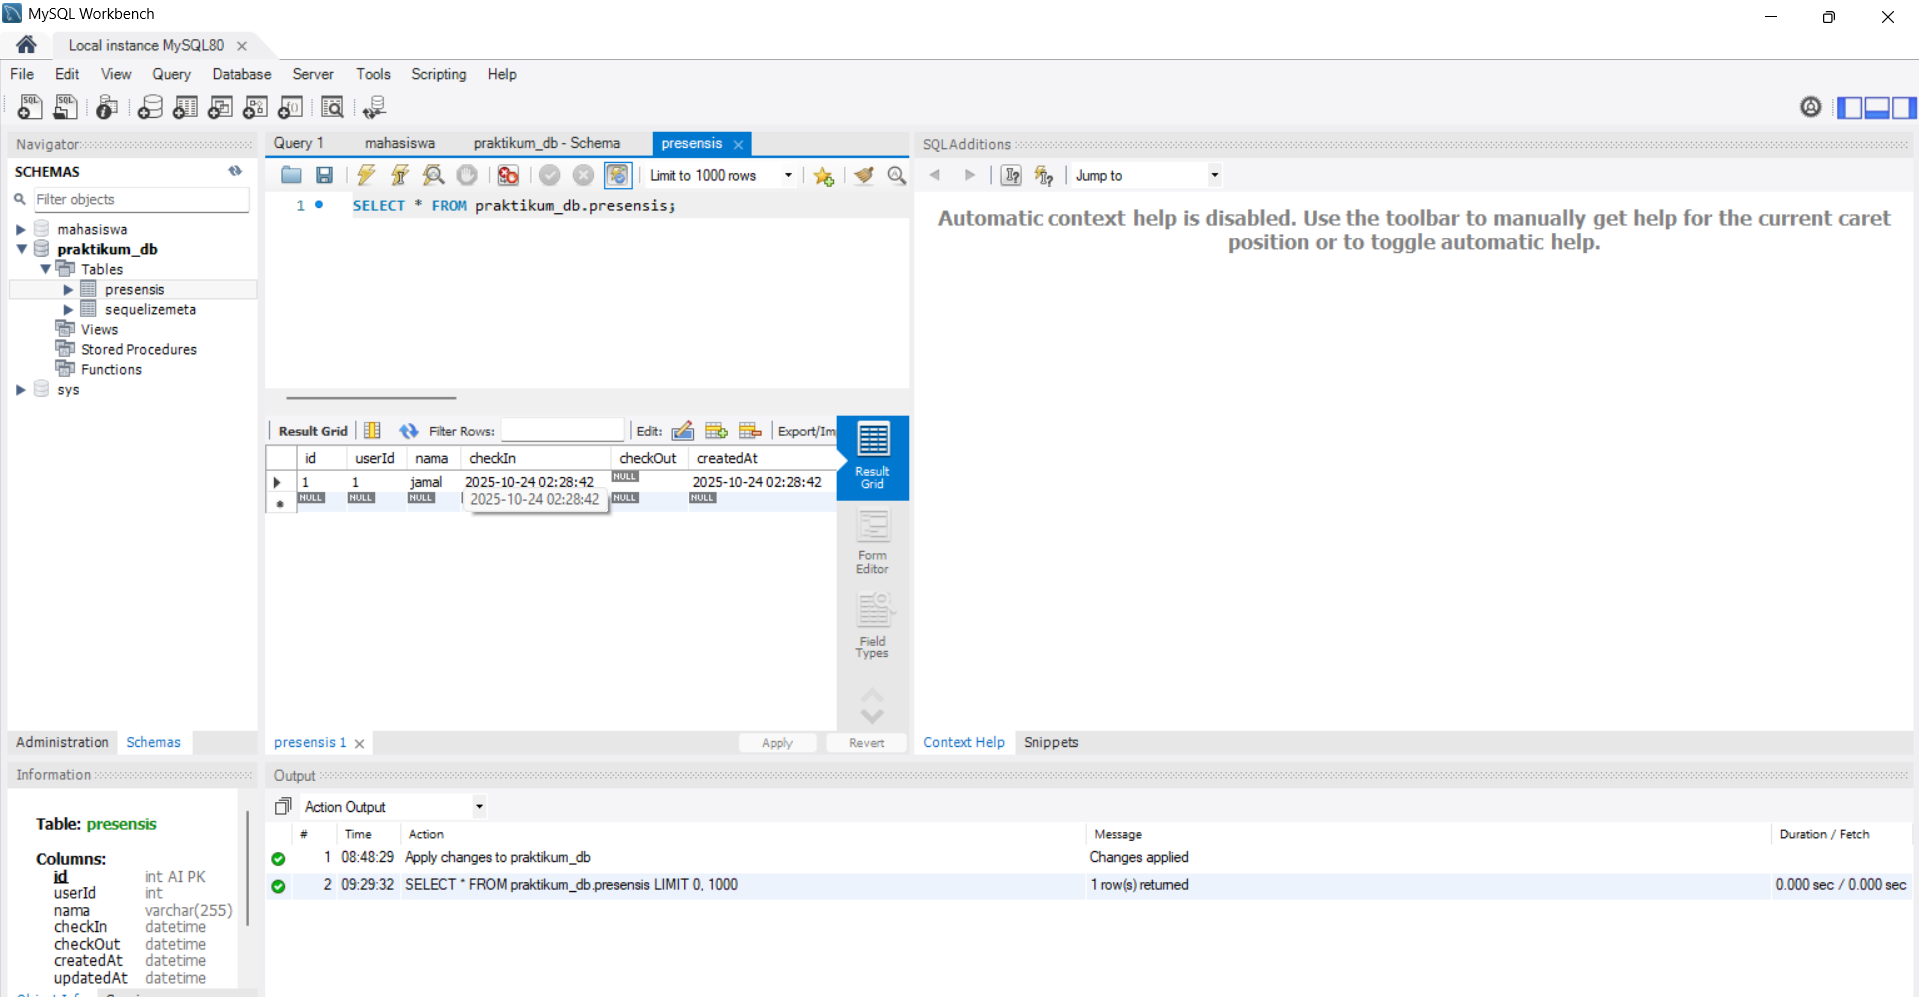 MySQL Workbench
Local instance MySQL80
File Edit View Query Database Server Tools Scripting Help
Navigator
SCHEMAS
Filter objects
mahasiswa
praktikum_db
Tables
presensis
sequelizemeta
Views
Stored Procedures
Functions
sys
Administration Schemas
Query 1 mahasiswa praktikum_db - Schema presensis
Limit to 1000 rows
1 SELECT * FROM praktikum_db.presensis;
Result Grid Filter Rows: Edit: Export/Im
id userId nama checkIn checkOut createdAt
1 1 jamal 2025-10-24 02:28:42 NULL 2025-10-24 02:28:42
NULL NULL NULL NULL NULL
2025-10-24 02:28:42
Result
Grid
Form
Editor
Field
Types
presensis 1 Apply Revert
SQLAdditions
Jump to
Automatic context help is disabled. Use the toolbar to manually get help for the current caret
position or to toggle automatic help.
Context Help Snippets
Information
Table: presensis
Columns:
id int AI PK
userId int
nama varchar(255)
checkIn datetime
checkOut datetime
createdAt datetime
updatedAt datetime
Output
Action Output
# Time Action Message Duration / Fetch
1 08:48:29 Apply changes to praktikum_db Changes applied
2 09:29:32 SELECT * FROM praktikum_db.presensis LIMIT 0, 1000 1 row(s) returned 0.000 sec / 0.000 sec